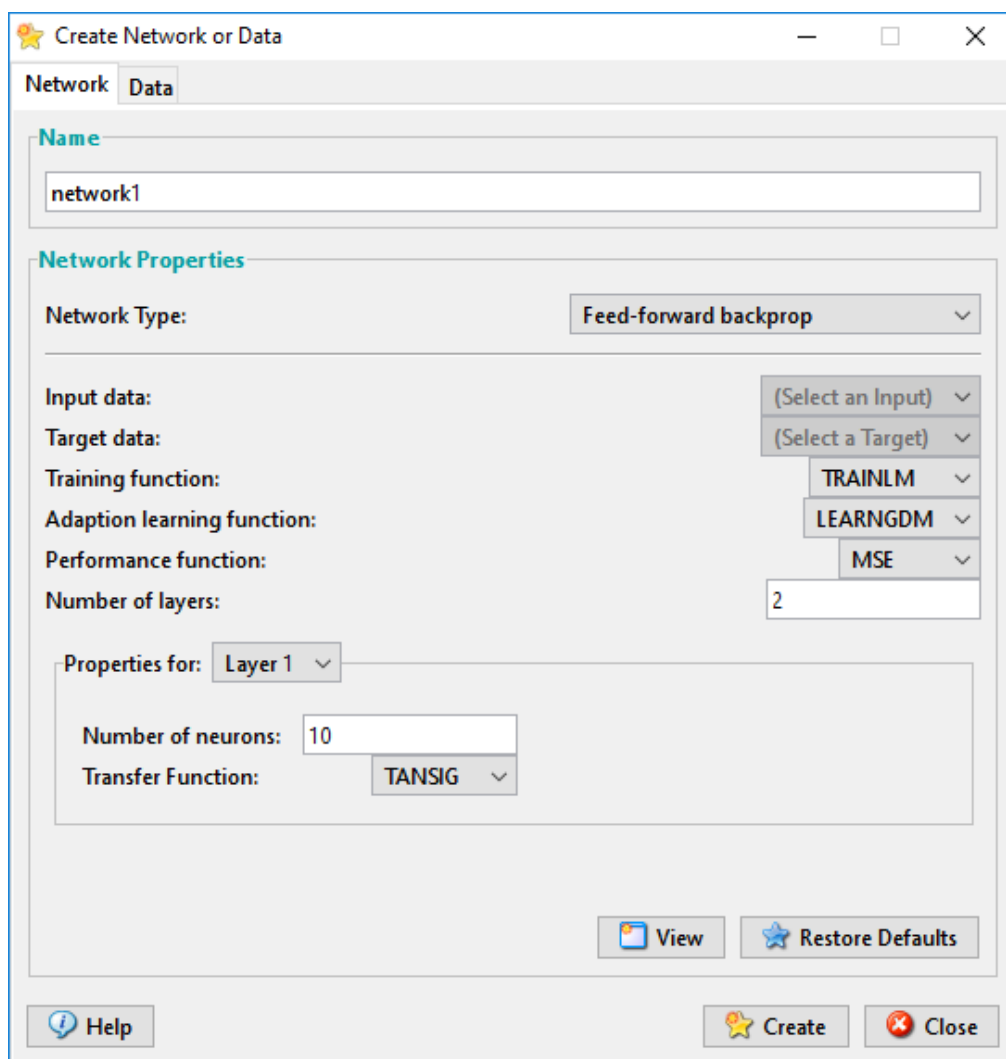 Create Network or Data
Network Data
Name
network1
Network Properties
Network Type: Feed-forward backprop
Input data: (Select an Input)
Target data: (Select a Target)
Training function: TRAINLM
Adaption learning function: LEARNGDM
Performance function: MSE
Number of layers: 2
Properties for: Layer 1
Number of neurons: 10
Transfer Function: TANSIG
View Restore Defaults
Help Create Close